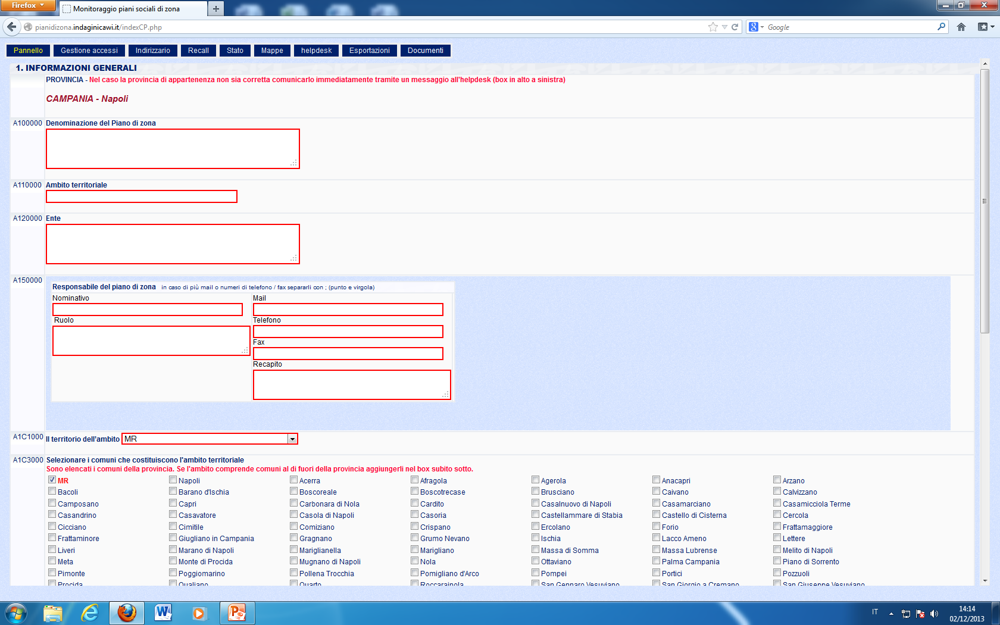 Firefox
Monitoraggio piani sociali di zona
pianidizona.indaginicawi.it/indexCP.php
Google
Pannello Gestione accessi Indirizzario Recall Stato Mappe helpdesk Esportazioni Documenti
1. INFORMAZIONI GENERALI
PROVINCIA - Nel caso la provincia di appartenenza non sia corretta comunicarlo immediatamente tramite un messaggio all'helpdesk (box in alto a sinistra)
CAMPANIA - Napoli
A100000 Denominazione del Piano di zona
A110000 Ambito territoriale
A120000 Ente
A150000
Responsabile del piano di zona in caso di più mail o numeri di telefono / fax separarli con ; (punto e virgola)
Nominativo Mail
Ruolo Telefono
Fax
Recapito
A1C1000 Il territorio dell'ambito MR
A1C3000 Selezionare i comuni che costituiscono l'ambito territoriale
Sono elencati i comuni della provincia. Se l'ambito comprende comuni al di fuori della provincia aggiungerli nel box subito sotto.
MR Napoli Acerra Afragola Agerola Anacapri Arzano
Bacoli Barano d'Ischia Boscoreale Boscotrecase Brusciano Caivano Calvizzano
Camposano Capri Carbonara di Nola Cardito Casalnuovo di Napoli Casamarciano Casamicciola Terme
Casandrino Casavatore Casola di Napoli Casoria Castellammare di Stabia Castello di Cisterna Cercola
Cicciano Cimitile Comiziano Crispano Ercolano Forio Frattamaggiore
Frattaminore Giugliano in Campania Gragnano Grumo Nevano Ischia Lacco Ameno Lettere
Liveri Marano di Napoli Mariglianella Marigliano Massa di Somma Massa Lubrense Melito di Napoli
Meta Monte di Procida Mugnano di Napoli Nola Ottaviano Palma Campania Piano di Sorrento
Pimonte Poggiomarino Pollena Trocchia Pomigliano d'Arco Pompei Portici Pozzuoli
Procida Qualiano Quarto Roccarainola San Gennaro Vesuviano San Giorgio a Cremano San Giuseppe Vesuviano
IT
14:14
02/12/2013